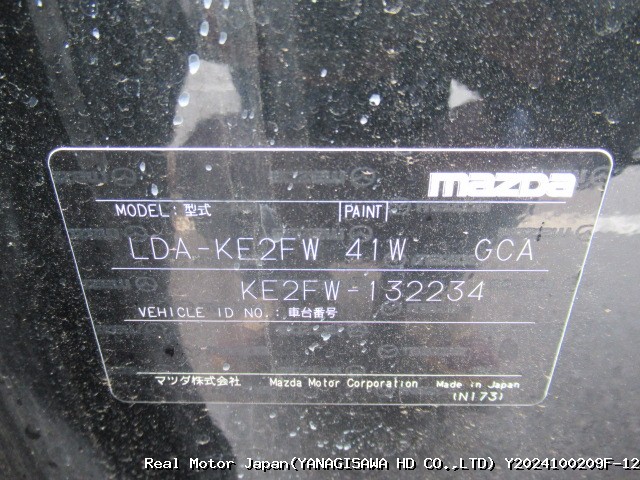 mazda
MODEL: 型式 PAINT
LDA-KE2FW 41W GCA
KE2FW-132234
VEHICLE ID NO.: 車台番号
マツダ株式会社 Mazda Motor Corporation Made in Japan
(N173)
Real Motor Japan(YANAGISAWA HD CO.,LTD) Y2024100209F-12